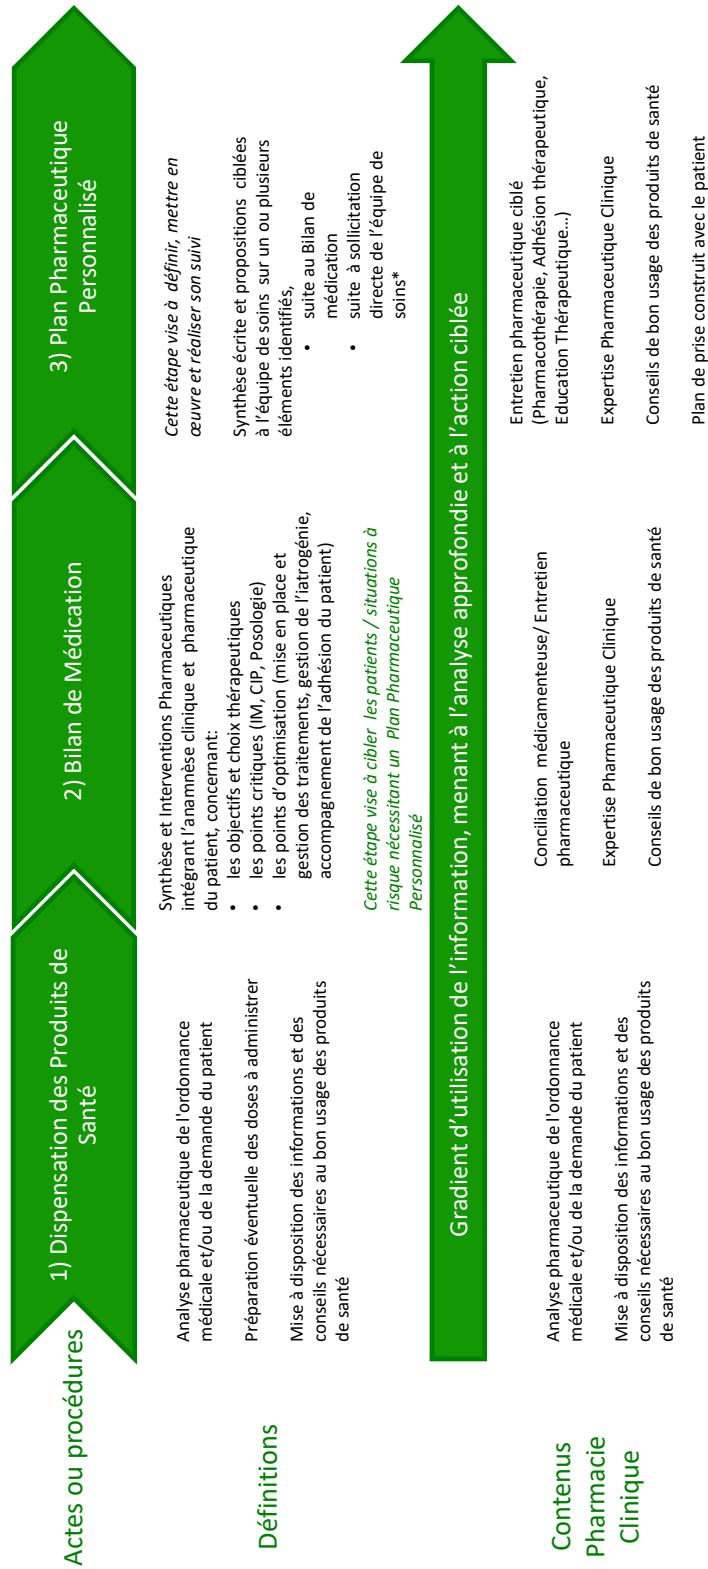 Actes ou procédures
1) Dispensation des Produits de
Santé
2) Bilan de Médication
3) Plan Pharmaceutique
Personnalisé
Définitions
Analyse pharmaceutique de l'ordonnance
médicale et/ou de la demande du patient
Préparation éventuelle des doses à administrer
Mise à disposition des informations et des
conseils nécessaires au bon usage des produits
de santé
Synthèse et Interventions Pharmaceutiques
intégrant l'anamnèse clinique et pharmaceutique
du patient, concernant:
• les objectifs et choix thérapeutiques
• les points critiques (IM, CIP, Posologie)
• les points d'optimisation (mise en place et
gestion des traitements, gestion de l'iatrogénie,
accompagnement de l'adhésion du patient)
Cette étape vise à cibler les patients / situations à
risque nécessitant un Plan Pharmaceutique
Personnalisé
Cette étape vise à définir, mettre en
œuvre et réaliser son suivi
Synthèse écrite et propositions ciblées
à l'équipe de soins sur un ou plusieurs
éléments identifiés,
• suite au Bilan de
médication
• suite à sollicitation
directe de l'équipe de
soins*
Gradient d'utilisation de l'information, menant à l'analyse approfondie et à l'action ciblée
Contenus
Pharmacie
Clinique
Analyse pharmaceutique de l'ordonnance
médicale et/ou de la demande du patient
Mise à disposition des informations et des
conseils nécessaires au bon usage des produits
de santé
Conciliation médicamenteuse/ Entretien
pharmaceutique
Expertise Pharmaceutique Clinique
Conseils de bon usage des produits de santé
Entretien pharmaceutique ciblé
(Pharmacothérapie, Adhésion thérapeutique,
Education Thérapeutique...)
Expertise Pharmaceutique Clinique
Conseils de bon usage des produits de santé
Plan de prise construit avec le patient